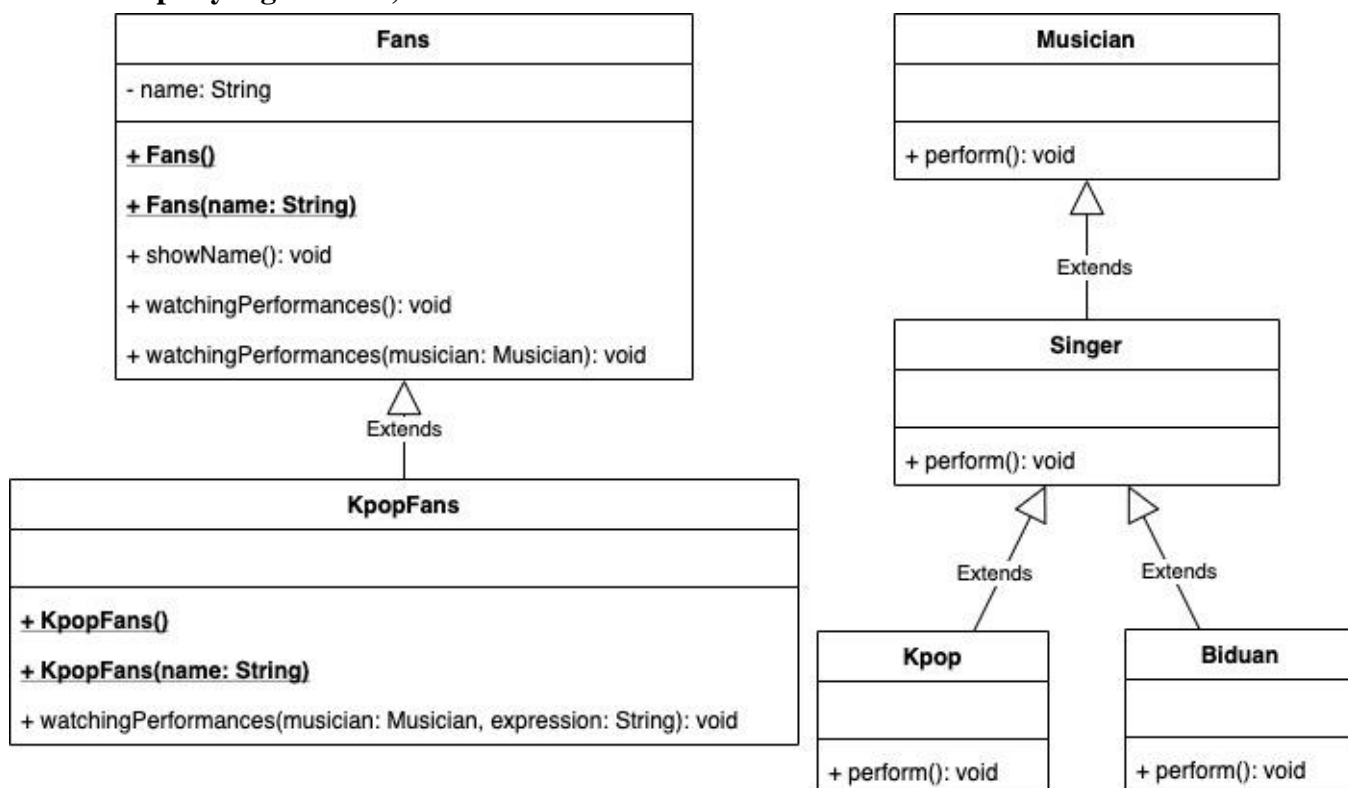 Fans
- name: String
+ Fans()
+ Fans(name: String)
+ showName(): void
+ watchingPerformances(): void
+ watchingPerformances(musician: Musician): void
Extends
KpopFans
+ KpopFans()
+ KpopFans(name: String)
+ watchingPerformances(musician: Musician, expression: String): void
Musician
+ perform(): void
Extends
Singer
+ perform(): void
Extends
Extends
Kpop
+ perform(): void
Biduan
+ perform(): void